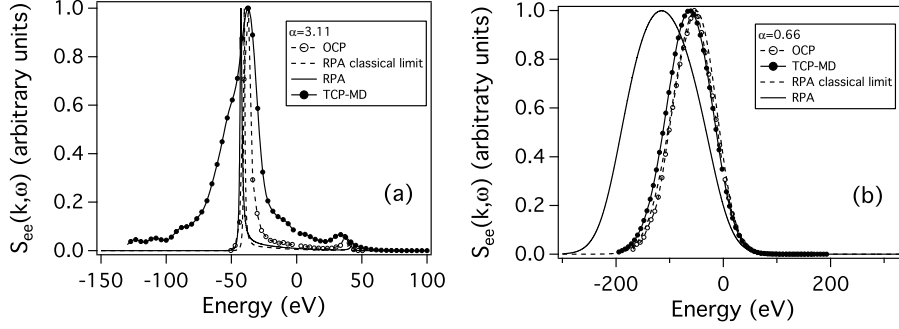 S_ee(k,ω) (arbitrary units)
1.0
0.8
0.6
0.4
0.2
0.0
α=3.11
OCP
RPA classical limit
RPA
TCP-MD
(a)
-150
-100
-50
0
50
100
Energy (eV)
S_ee(k,ω) (arbitraty units)
1.0
0.8
0.6
0.4
0.2
0.0
α=0.66
OCP
TCP-MD
RPA classical limit
RPA
(b)
-200
0
200
Energy (eV)